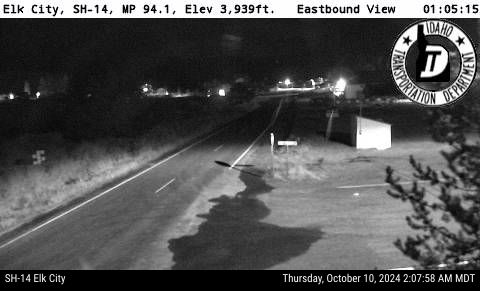 Elk City, SH-14, MP 94.1, Elev 3,939ft.   Eastbound View   01:05:15
IDAHO
TRANSPORTATION DEPARTMENT
SH-14 Elk City
Thursday, October 10, 2024 2:07:58 AM MDT